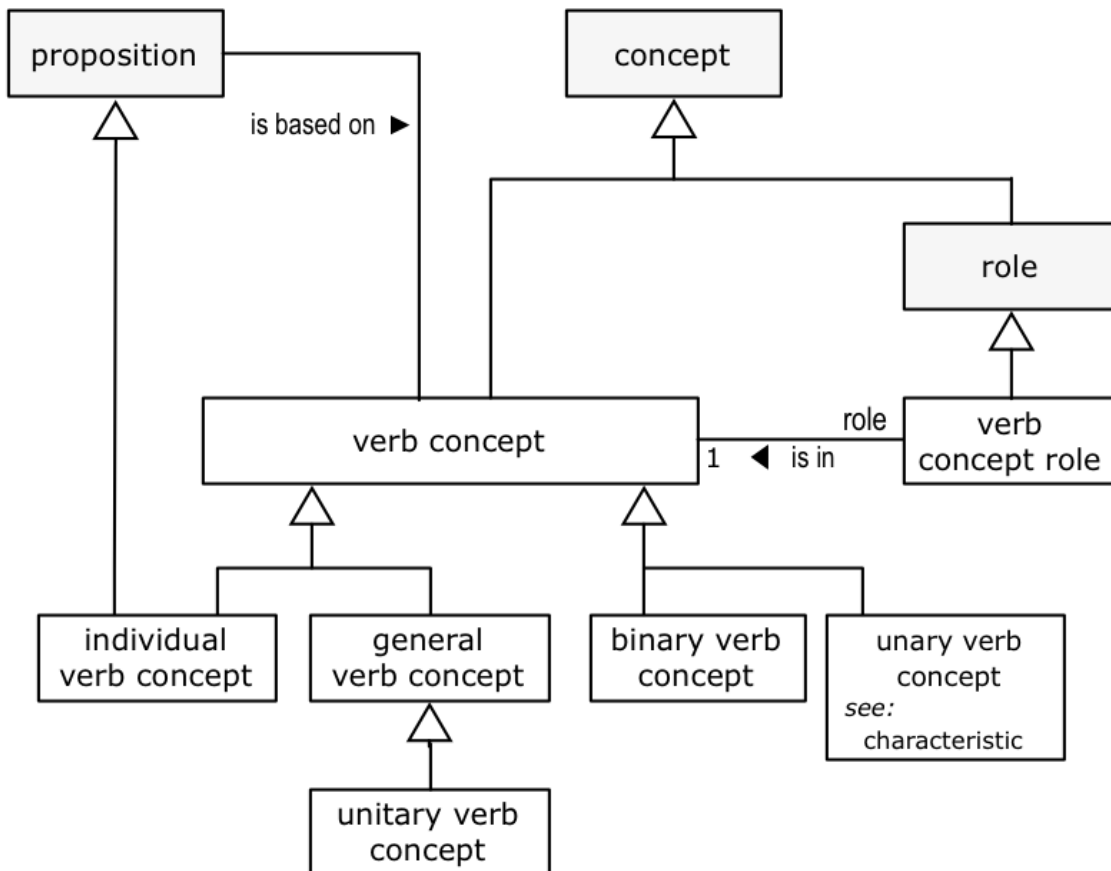 proposition
concept
is based on ►
role
verb concept
role
1 ◄ is in
verb
concept role
individual
verb concept
general
verb concept
binary verb
concept
unary verb
concept
see:
characteristic
unitary verb
concept